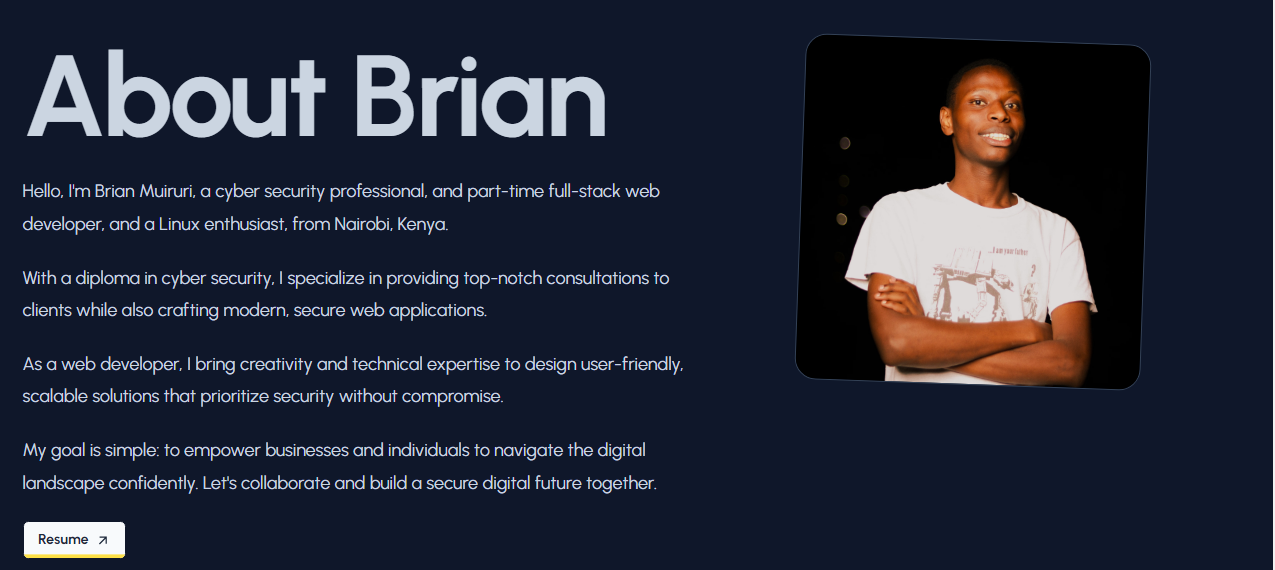 About Brian
Hello, I'm Brian Muiruri, a cyber security professional, and part-time full-stack web
developer, and a Linux enthusiast, from Nairobi, Kenya.
With a diploma in cyber security, I specialize in providing top-notch consultations to
clients while also crafting modern, secure web applications.
As a web developer, I bring creativity and technical expertise to design user-friendly,
scalable solutions that prioritize security without compromise.
My goal is simple: to empower businesses and individuals to navigate the digital
landscape confidently. Let's collaborate and build a secure digital future together.
Resume
...I am your father